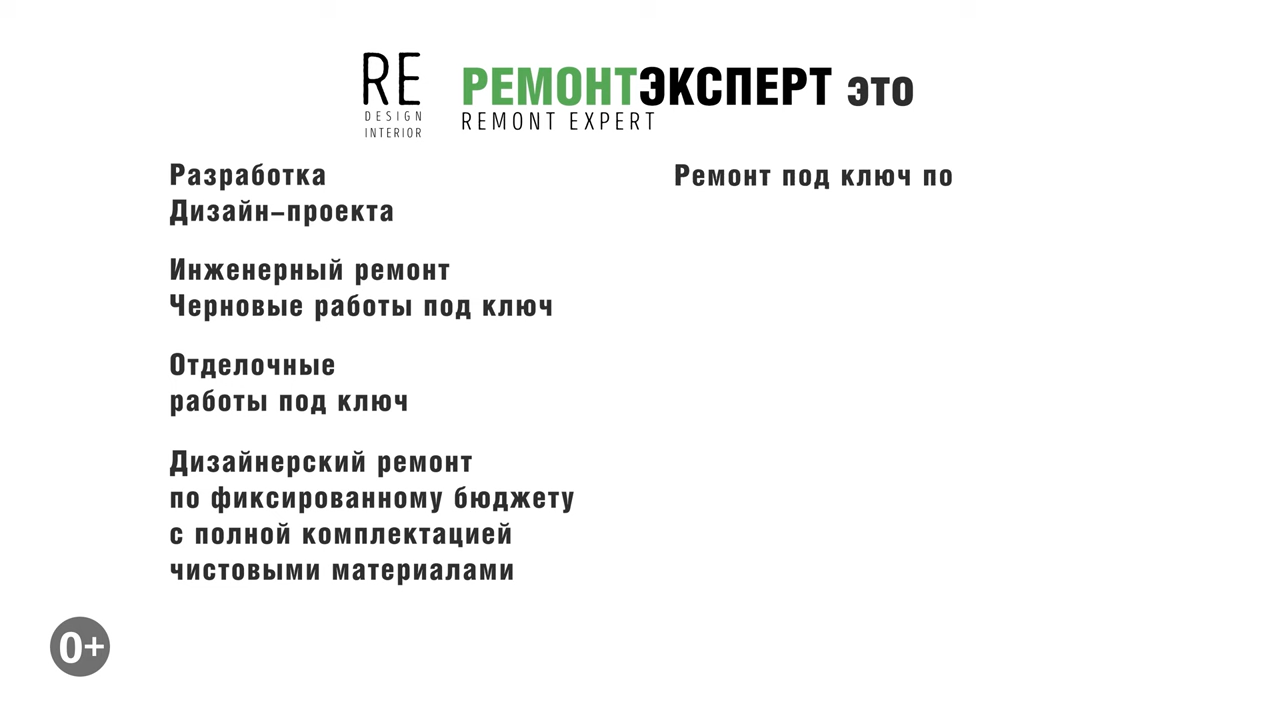 RE
DESIGN
INTERIOR
РЕМОНТЭКСПЕРТ это
REMONT EXPERT
Разработка
Дизайн–проекта
Инженерный ремонт
Черновые работы под ключ
Отделочные
работы под ключ
Дизайнерский ремонт
по фиксированному бюджету
с полной комплектацией
чистовыми материалами
Ремонт под ключ по
0+